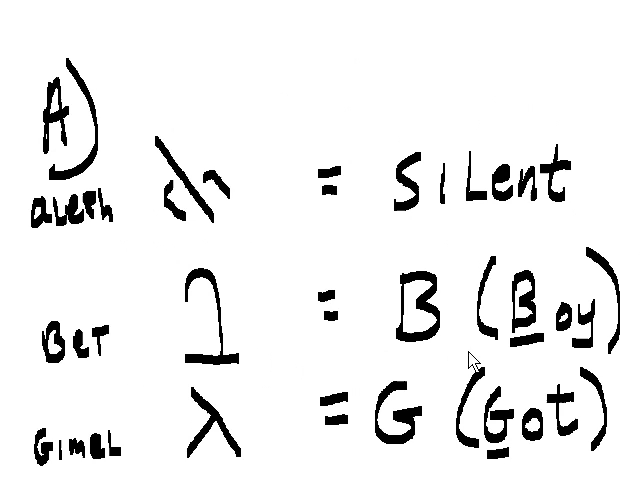 A)
aleph א = Silent
Bet ב = B (Boy)
Gimel ג = G (Got)